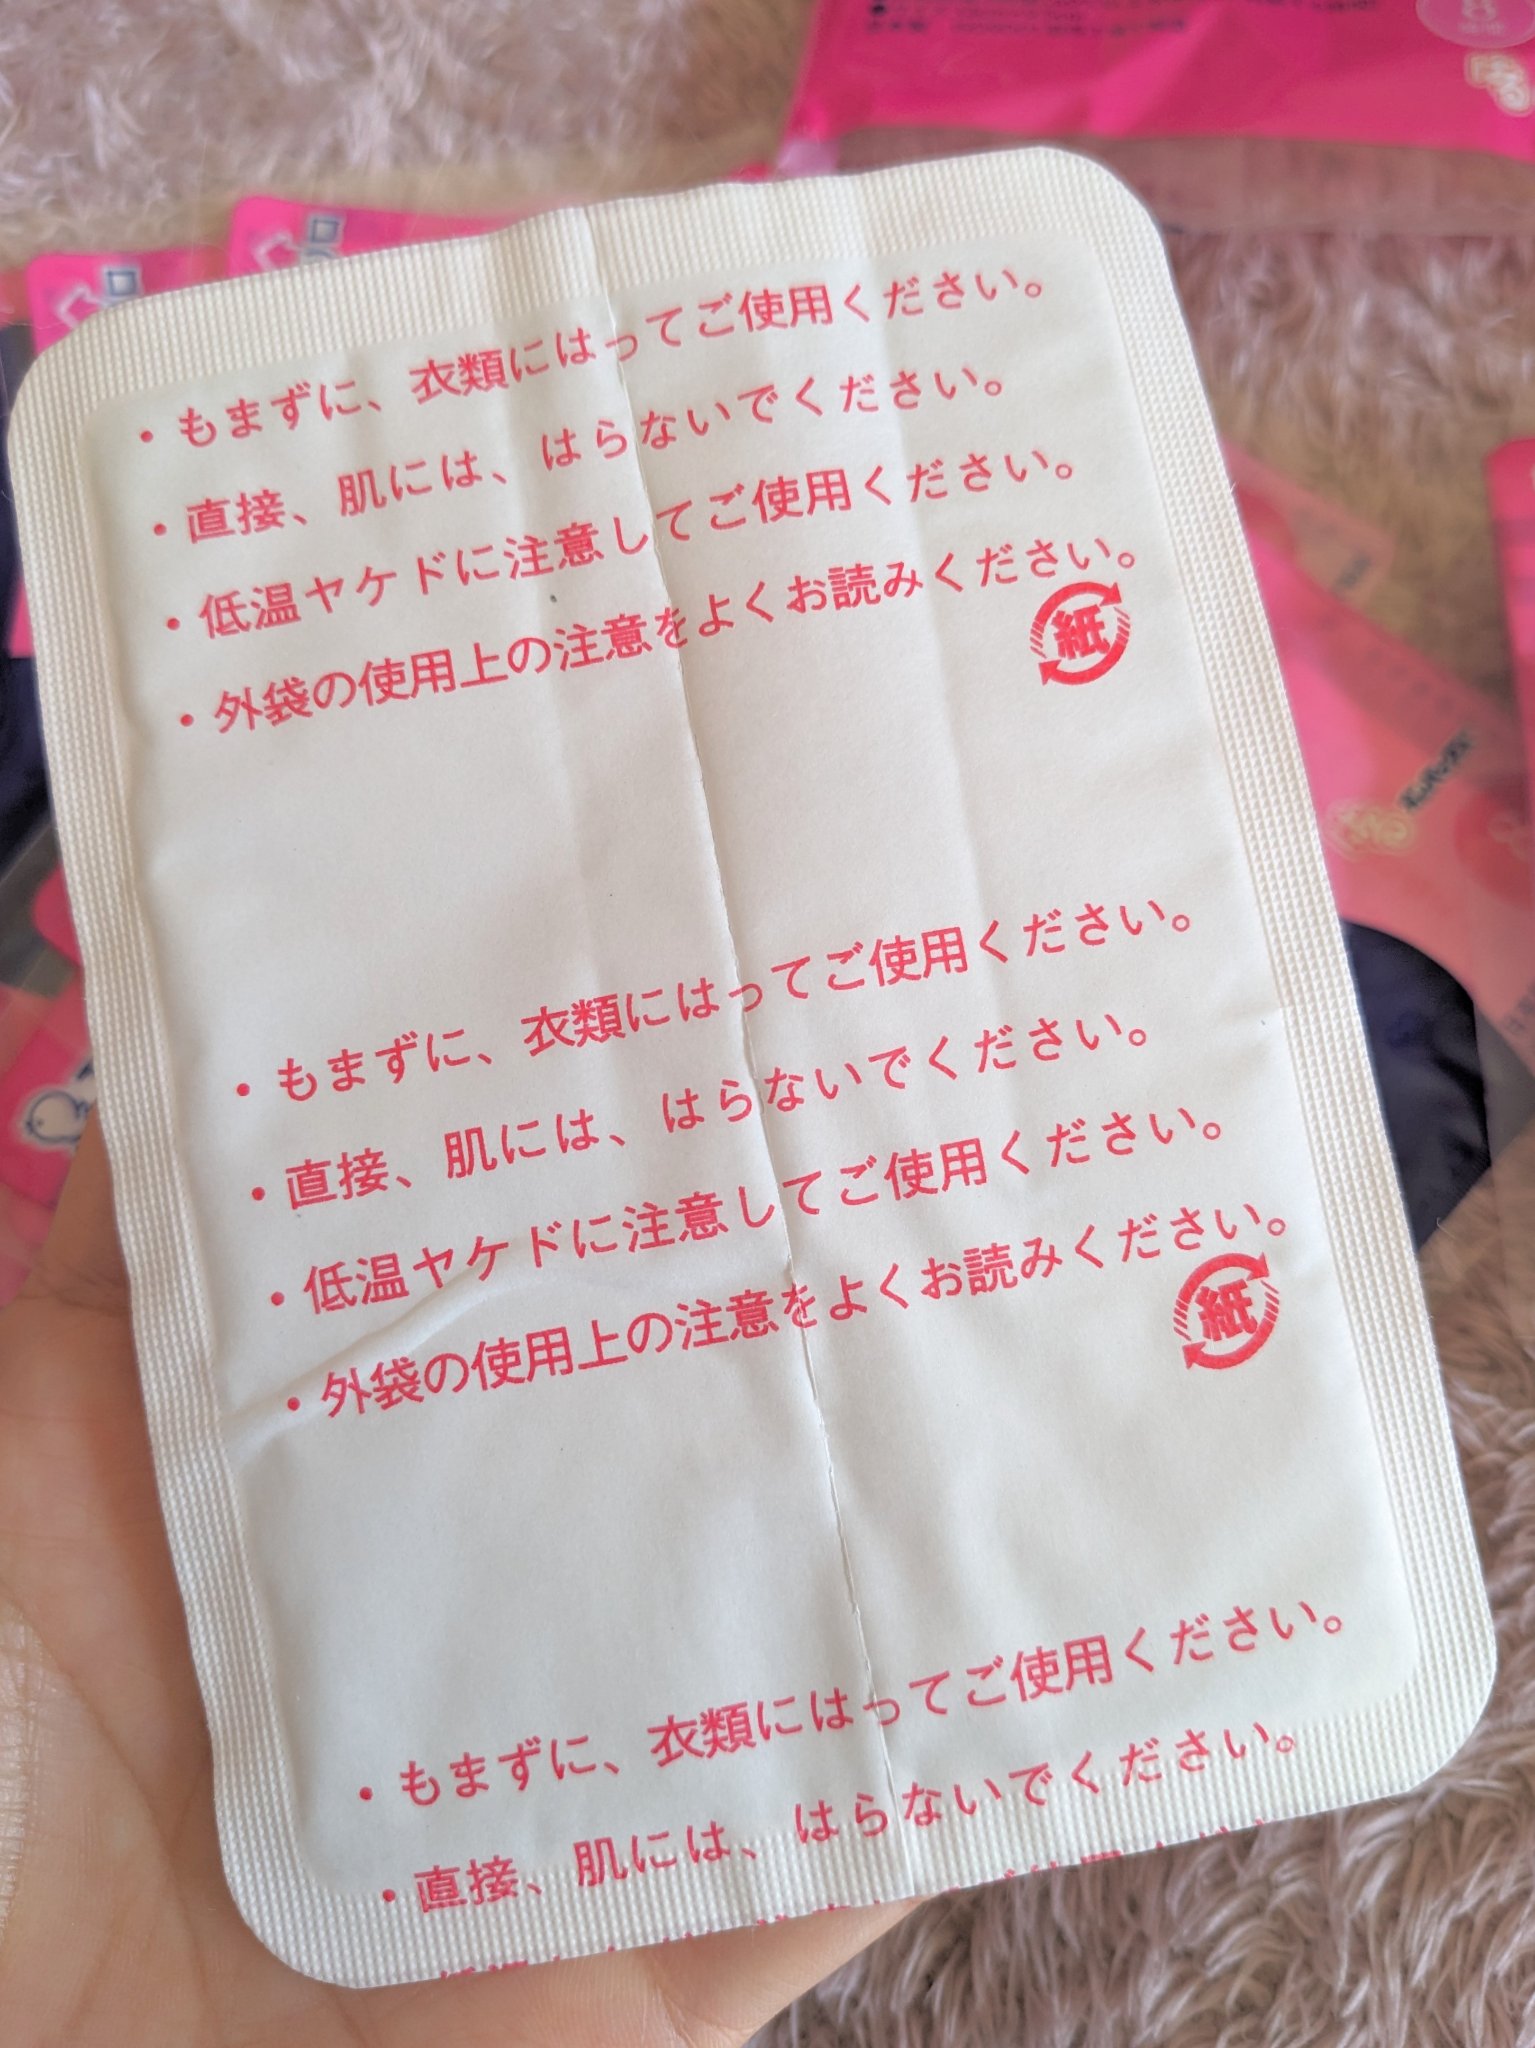 はる
・もまずに、衣類にはってご使用ください。
・直接、肌には、はらないでください。
・低温ヤケドに注意してご使用ください。
・外袋の使用上の注意をよくお読みください。
紙
・もまずに、衣類にはってご使用ください。
・直接、肌には、はらないでください。
・低温ヤケドに注意してご使用ください。
・外袋の使用上の注意をよくお読みください。
紙
・もまずに、衣類にはってご使用ください。
・直接、肌には、はらないでください。